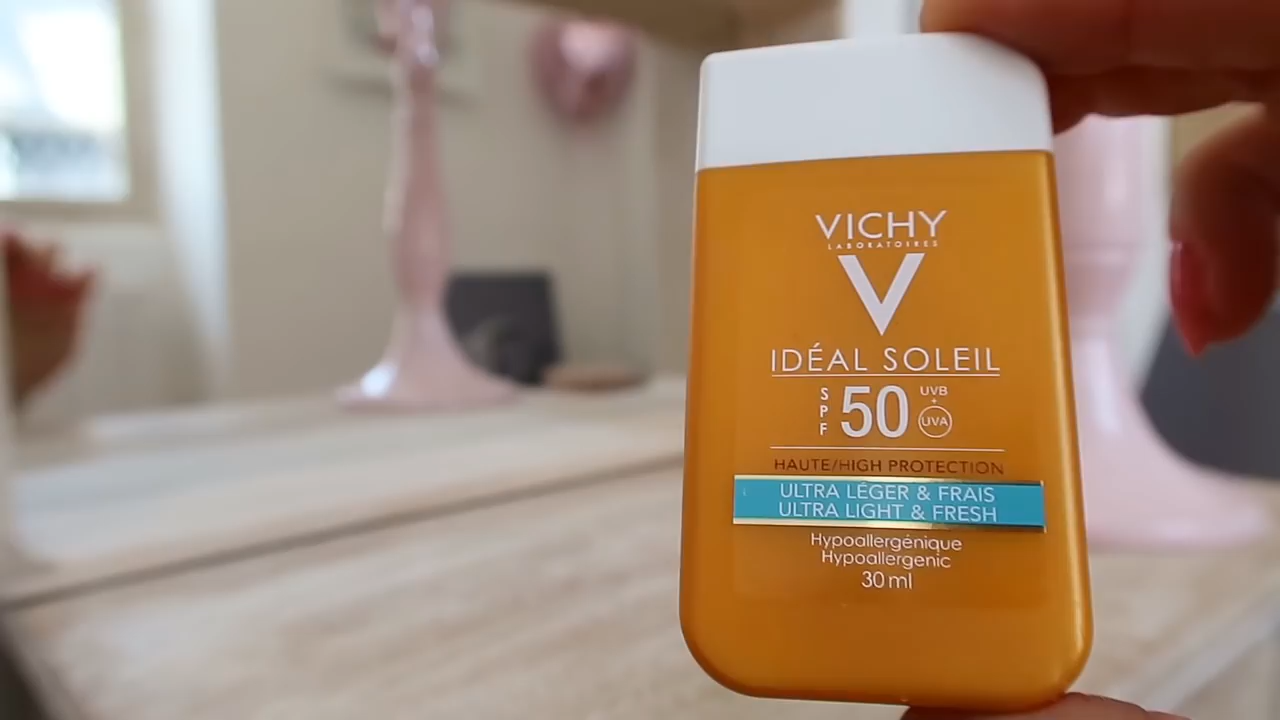 VICHY
LABORATOIRES
V
IDÉAL SOLEIL
SPF 50 UVB + UVA
HAUTE/HIGH PROTECTION
ULTRA LÉGER & FRAIS
ULTRA LIGHT & FRESH
Hypoallergénique
Hypoallergenic
30 ml